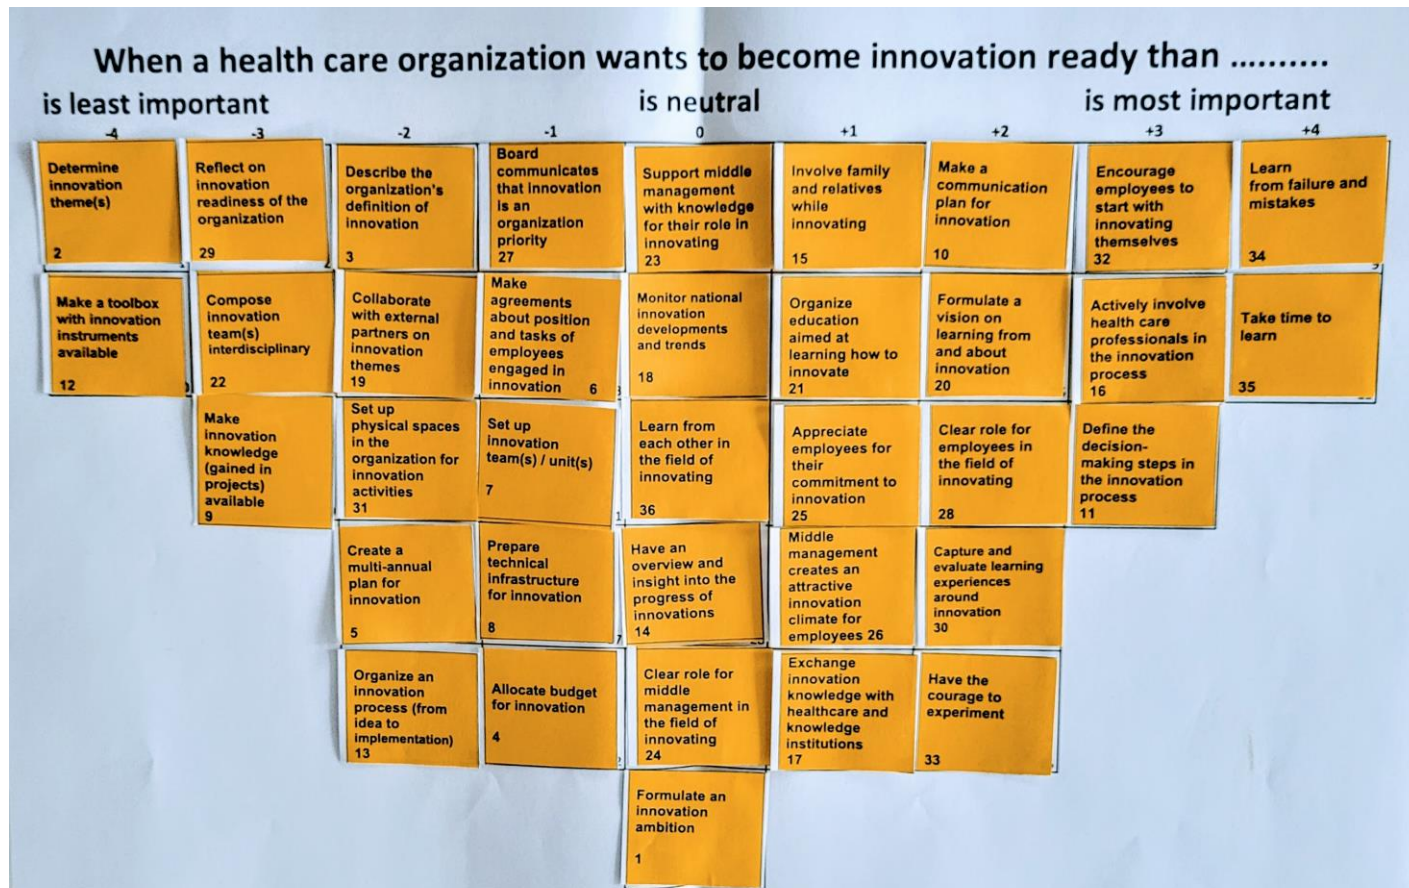 When a health care organization wants to become innovation ready than ..........
is least important
is neutral
is most important
-4
-3
-2
-1
0
+1
+2
+3
+4
Determine
innovation
theme(s)
2
Reflect on
innovation
readiness of the
organization
29
Describe the
organization's
definition of
innovation
3
Board
communicates
that innovation
is an
organization
priority
27
Support middle
management
with knowledge
for their role in
innovating
23
Involve family
and relatives
while
innovating
15
Make a
communication
plan for
innovation
10
Encourage
employees to
start with
innovating
themselves
32
Learn
from failure and
mistakes
34
Make a toolbox
with innovation
instruments
available
12
Compose
innovation
team(s)
interdisciplinary
22
Collaborate
with external
partners on
innovation
themes
19
Make
agreements
about position
and tasks of
employees
engaged in
innovation 6
Monitor national
innovation
developments
and trends
18
Organize
education
aimed at
learning how to
innovate
21
Formulate a
vision on
learning from
and about
innovation
20
Actively involve
health care
professionals in
the innovation
process
16
Take time to
learn
35
Make
innovation
knowledge
(gained in
projects)
available
9
Set up
physical spaces
in the
organization for
innovation
activities
31
Set up
innovation
team(s) / unit(s)
7
Learn from
each other in
the field of
innovating
36
Appreciate
employees for
their
commitment to
innovation
25
Clear role for
employees in
the field of
innovating
28
Define the
decision-
making steps in
the innovation
process
11
Create a
multi-annual
plan for
innovation
5
Prepare
technical
infrastructure
for innovation
8
Have an
overview and
insight into the
progress of
innovations
14
Middle
management
creates an
attractive
innovation
climate for
employees 26
Capture and
evaluate learning
experiences
around
innovation
30
Organize an
innovation
process (from
idea to
implementation)
13
Allocate budget
for innovation
4
Clear role for
middle
management in
the field of
innovating
24
Exchange
innovation
knowledge with
healthcare and
knowledge
institutions
17
Have the
courage to
experiment
33
Formulate an
innovation
ambition
1